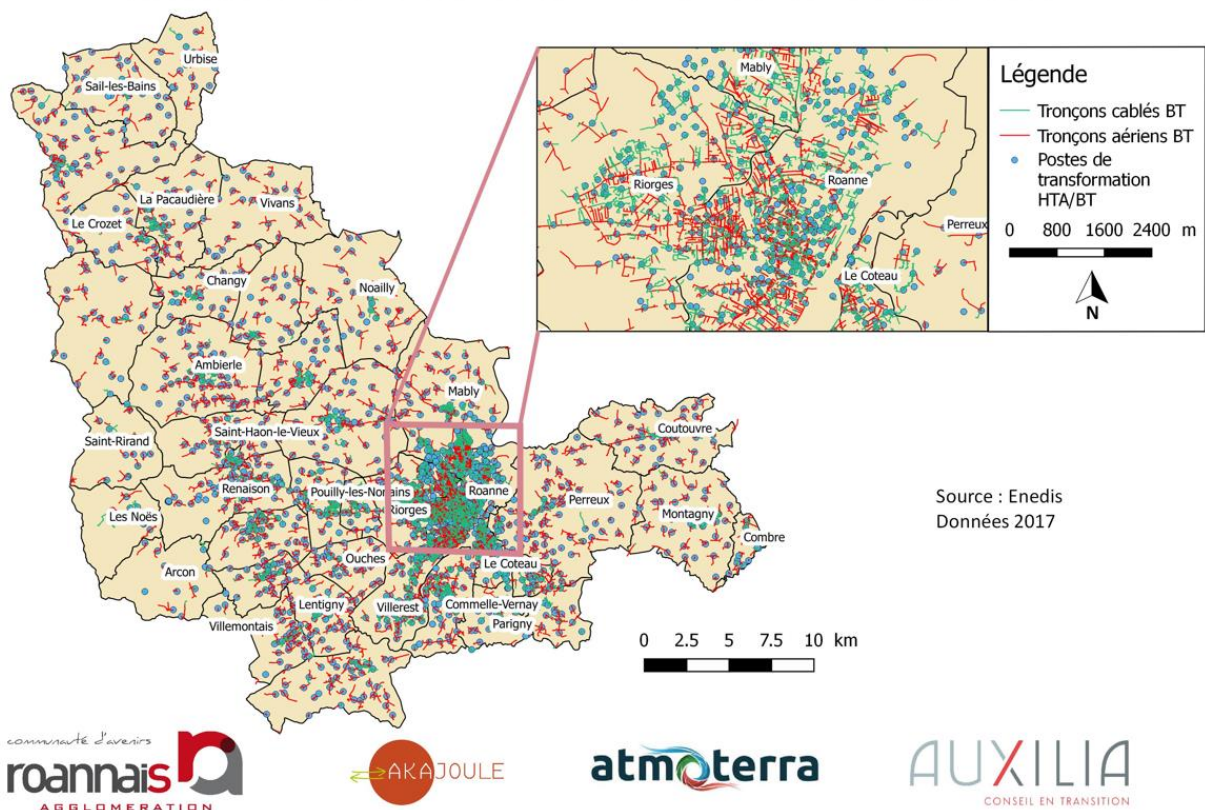 Urbise
Sail-les-Bains
La Pacaudière
Vivans
Le Crozet
Changy
Noailly
Ambierle
Mably
Saint-Haon-le-Vieux
Saint-Rirand
Coutouvre
Renaison
Pouilly-les-Nonains
Roanne
Riorges
Perreux
Les Noës
Montagny
Combre
Arcon
Ouches
Le Coteau
Lentigny
Villerest
Commelle-Vernay
Villemontais
Parigny
Mably
Riorges
Roanne
Perreux
Le Coteau
Légende
Tronçons cablés BT
Tronçons aériens BT
Postes de
transformation
HTA/BT
0 800 1600 2400 m
N
Source : Enedis
Données 2017
0 2.5 5 7.5 10 km
communauté d'avenirs
roannais
AGGLOMERATION
AKAJOULE
atmoterra
AUXILIA
CONSEIL EN TRANSITION